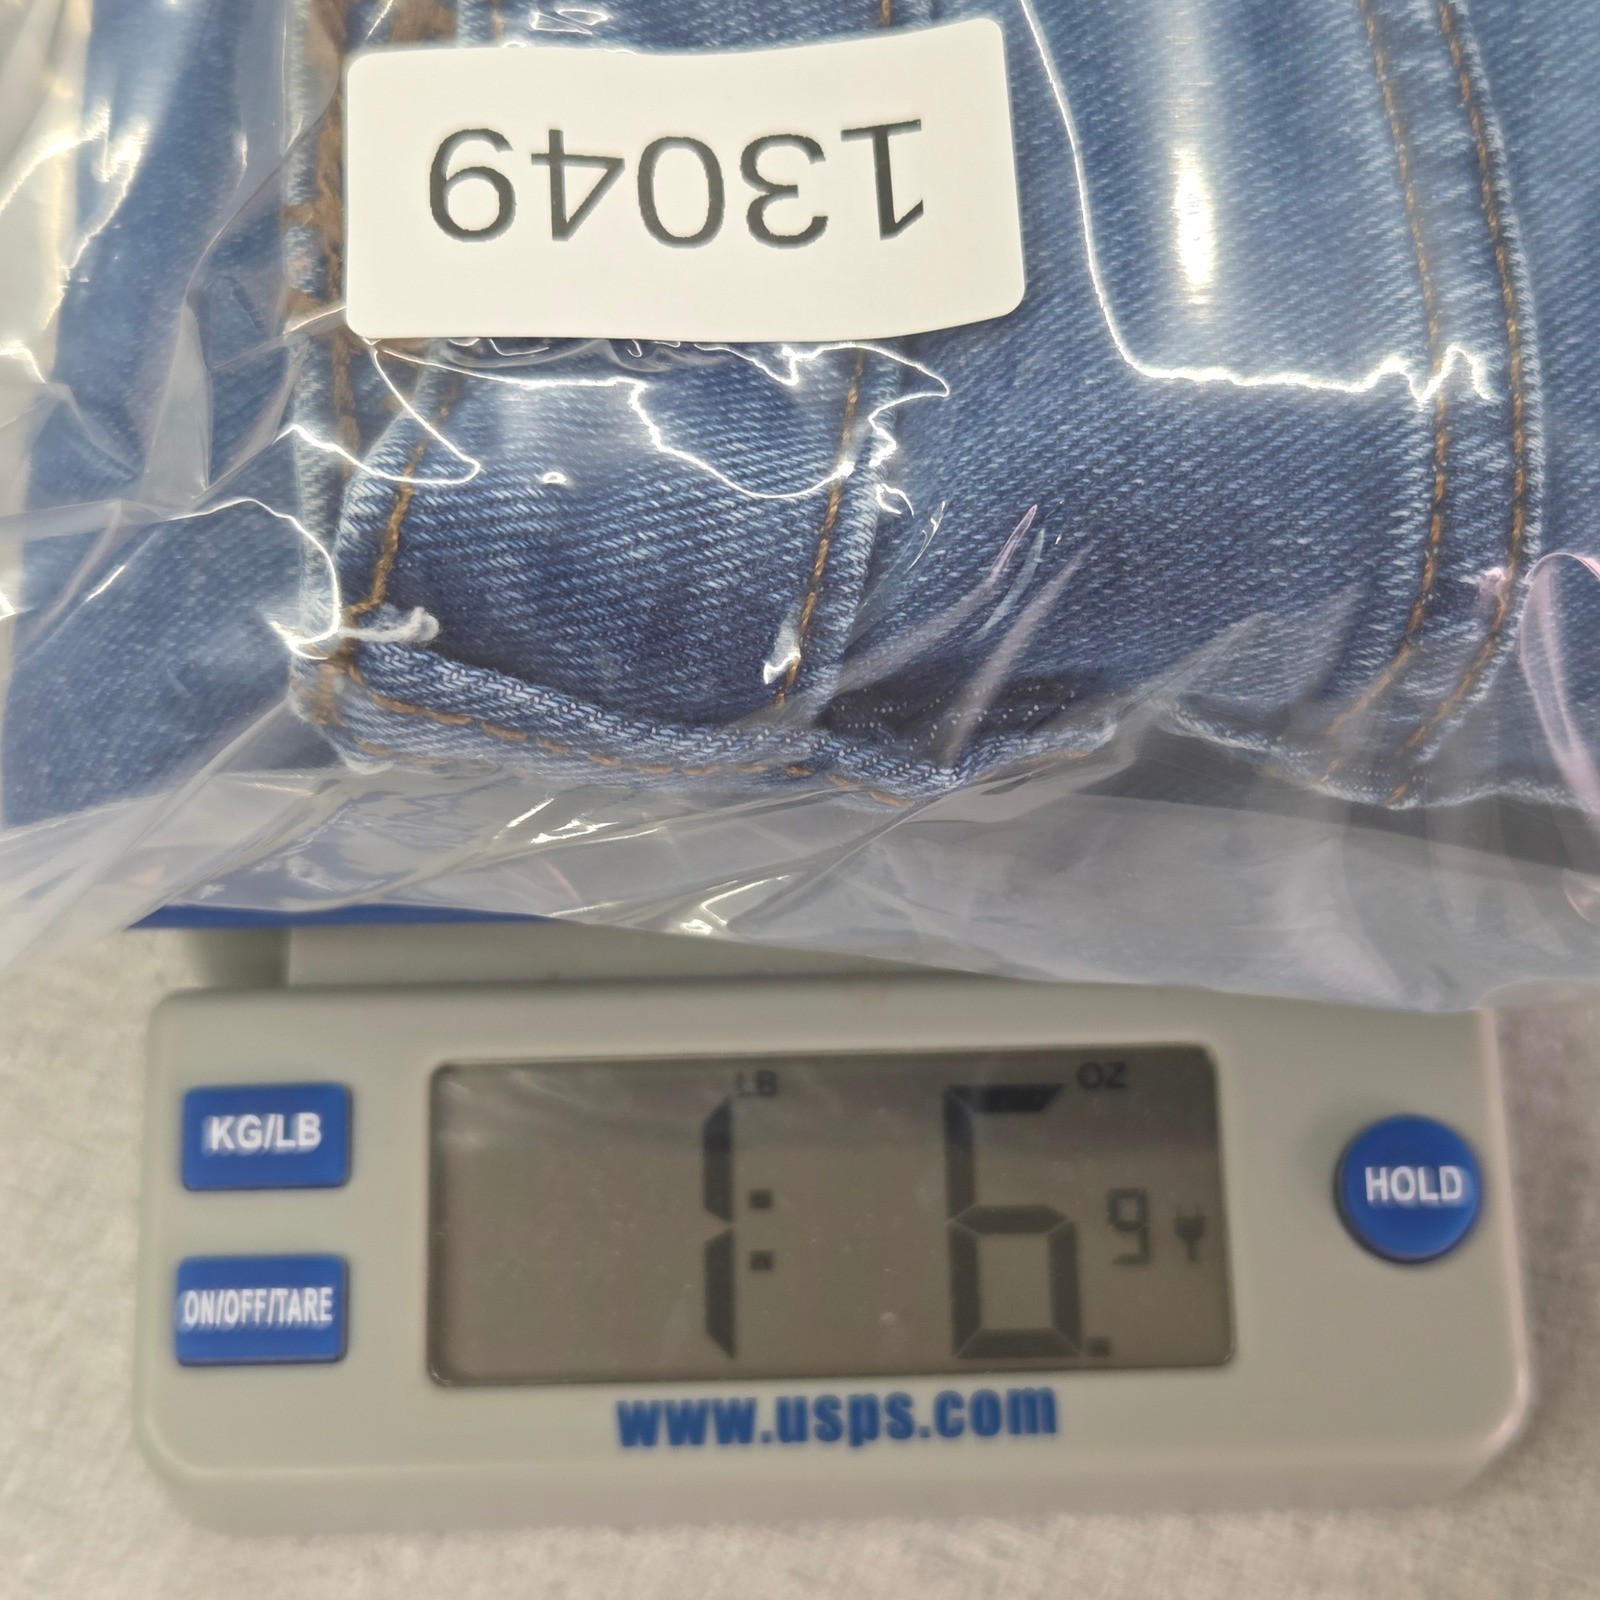 13049
LB OZ
1: 6.9
KG/LB
HOLD
ON/OFF/TARE
www.usps.com